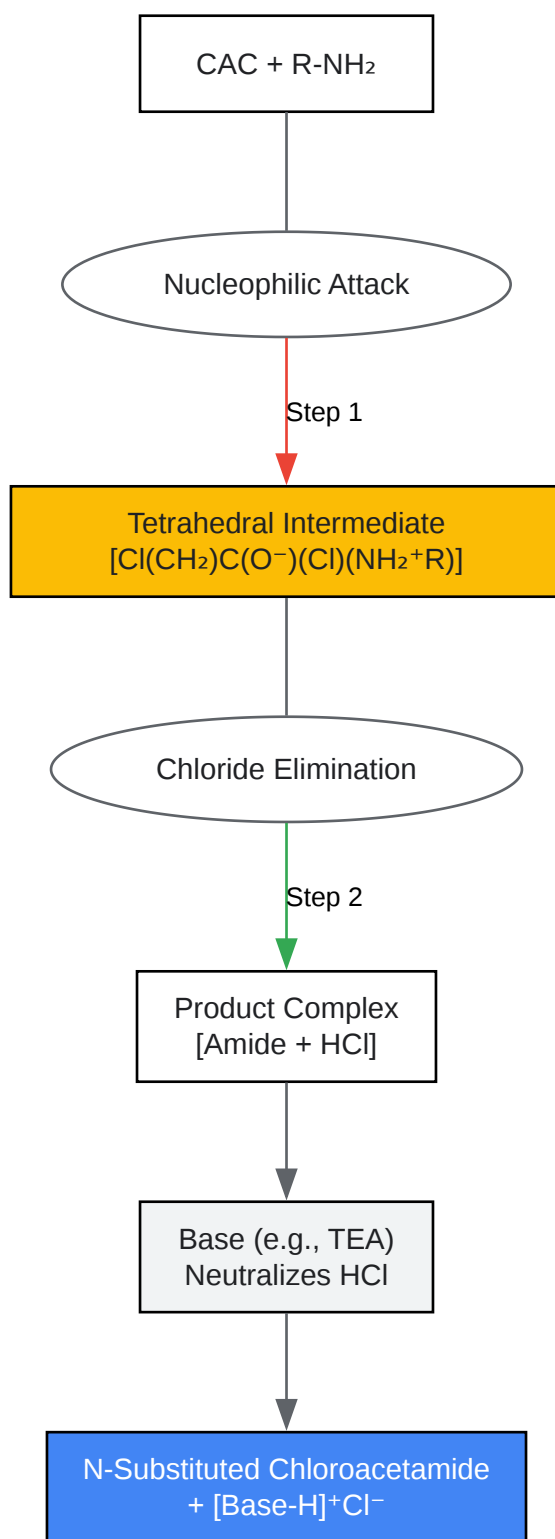 CAC + R-NH₂
Nucleophilic Attack
Step 1
Tetrahedral Intermediate
[Cl(CH₂)C(O⁻)(Cl)(NH₂⁺R)]
Chloride Elimination
Step 2
Product Complex
[Amide + HCl]
Base (e.g., TEA)
Neutralizes HCl
N-Substituted Chloroacetamide
+ [Base-H]⁺Cl⁻